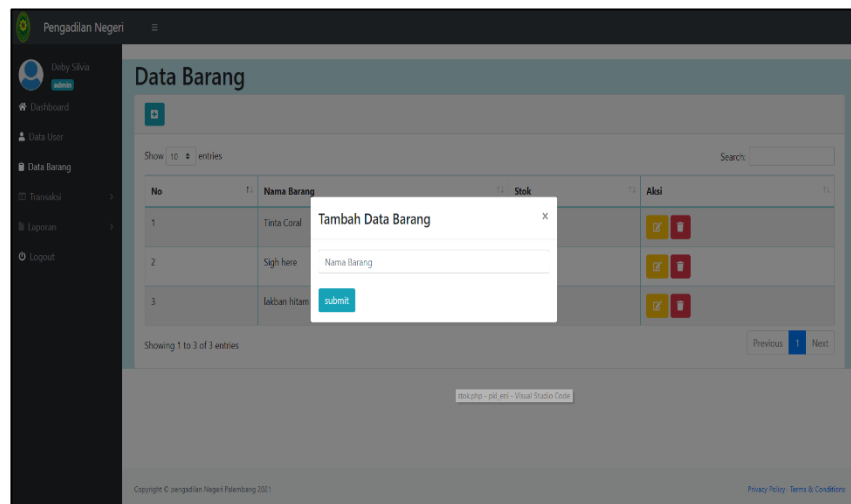 Pengadilan Negeri
Deby Silvia
admin
Dashboard
Data User
Data Barang
Transaksi
Laporan
Logout
Data Barang
Show 10 entries
Search:
No Nama Barang Stok Aksi
1 Tinta Coral
2 Sigh here
3 lakban hitam
Tambah Data Barang x
Nama Barang
submit
Showing 1 to 3 of 3 entries
Previous 1 Next
stok.php - pid_eni - Visual Studio Code
Copyright © pengadilan Negeri Palembang 2021
Privacy Policy · Terms & Conditions